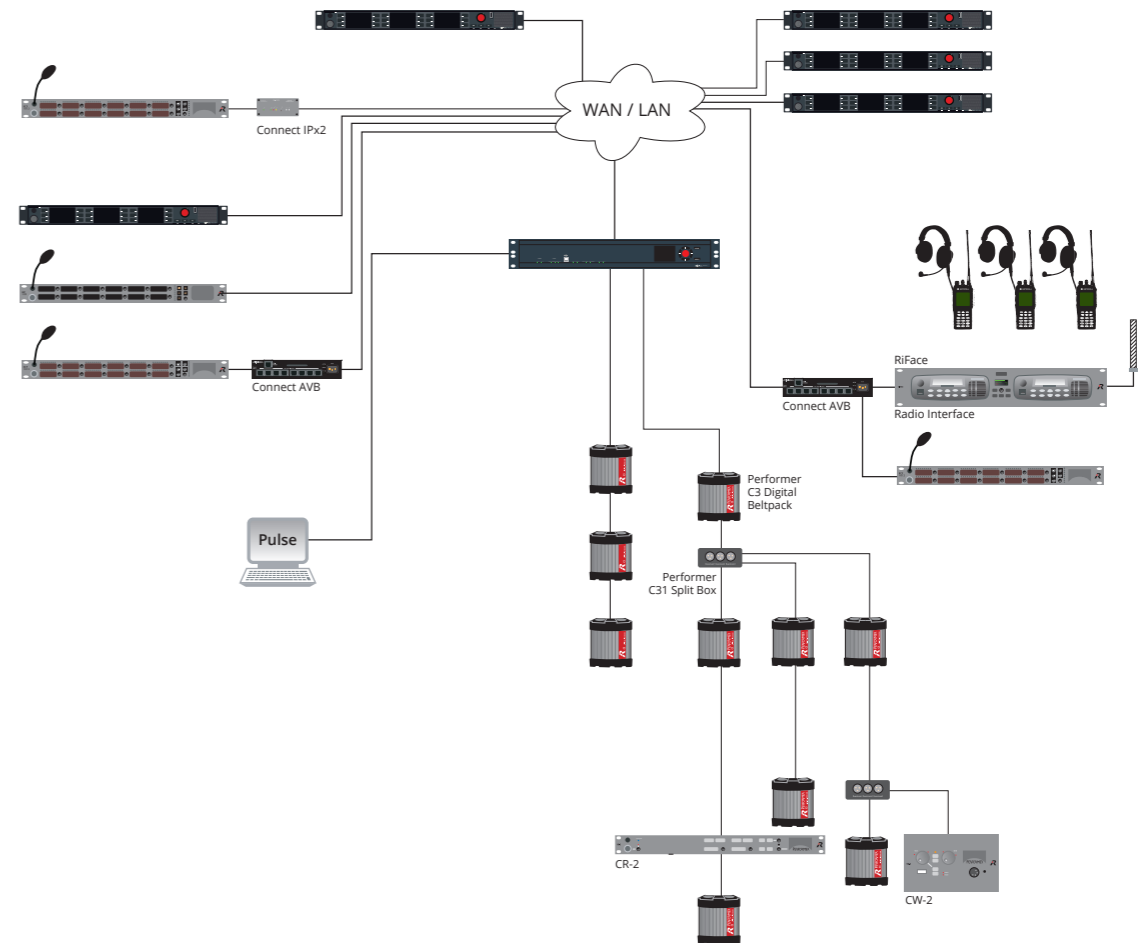 WAN / LAN
Connect IPx2
Connect AVB
RiFace
Connect AVB
Radio Interface
Performer
C3 Digital
Beltpack
Pulse
Performer
C31 Split Box
CR-2
CW-2